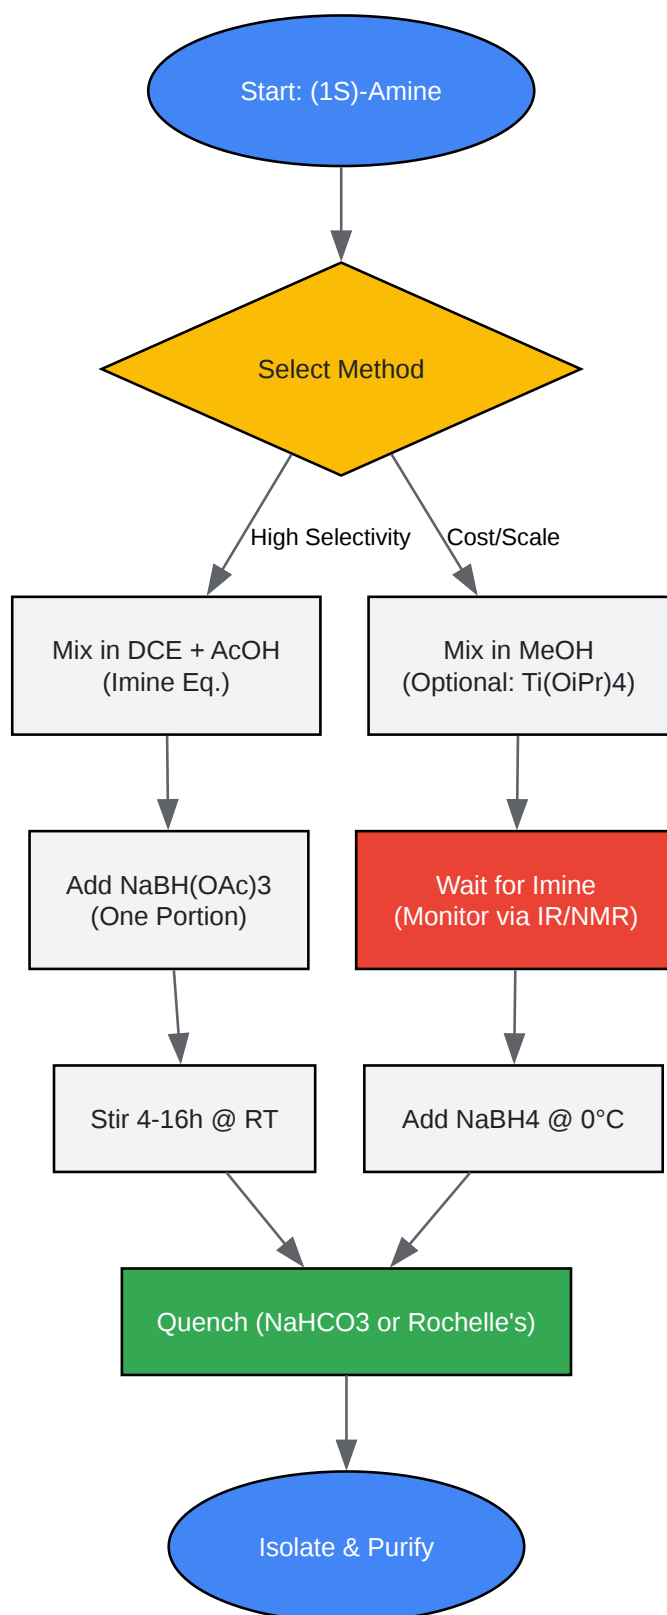 Start: (1S)-Amine
Select Method
High Selectivity
Cost/Scale
Mix in DCE + AcOH
(Imine Eq.)
Mix in MeOH
(Optional: Ti(OiPr)4)
Add NaBH(OAc)3
(One Portion)
Wait for Imine
(Monitor via IR/NMR)
Stir 4-16h @ RT
Add NaBH4 @ 0°C
Quench (NaHCO3 or Rochelle's)
Isolate & Purify